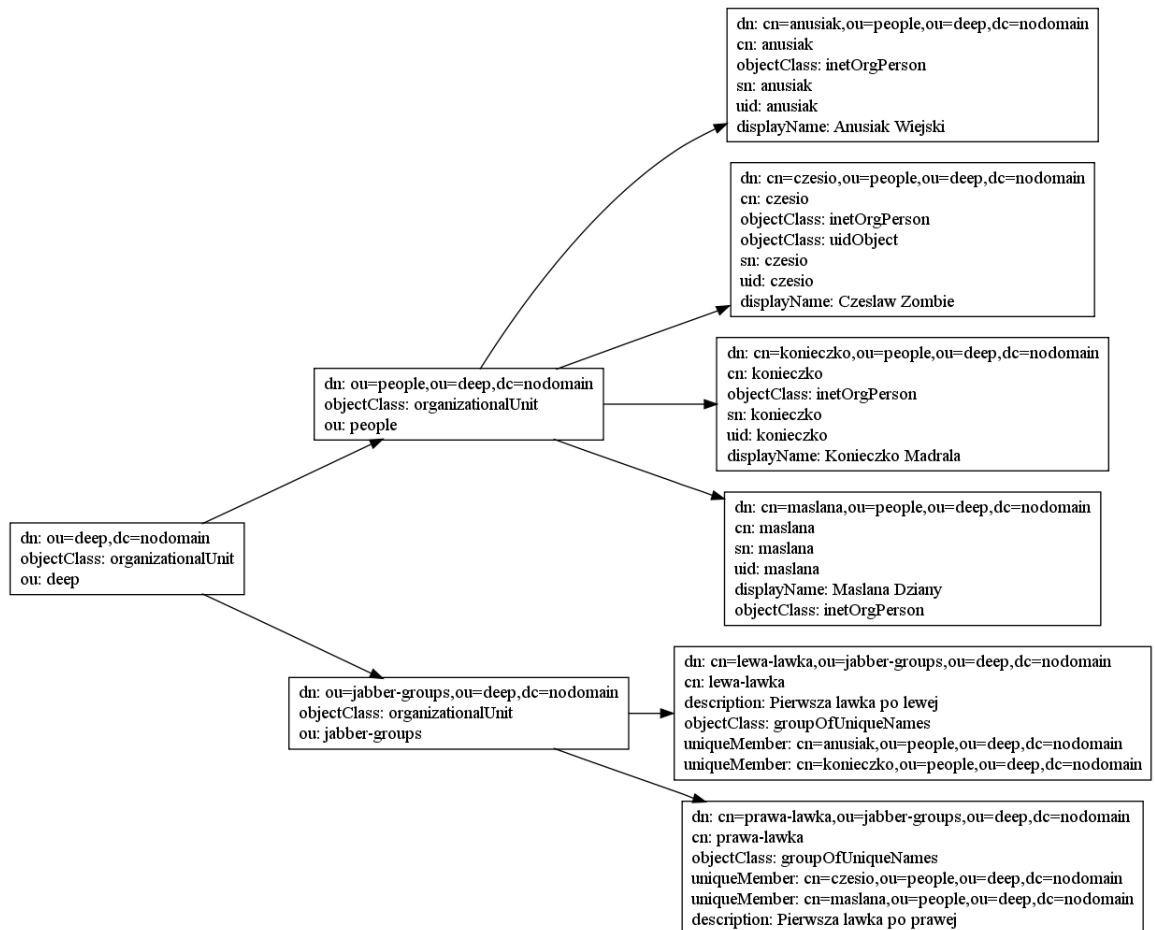 dn: cn=anusiak,ou=people,ou=deep,dc=nodomain
cn: anusiak
objectClass: inetOrgPerson
sn: anusiak
uid: anusiak
displayName: Anusiak Wiejski
dn: cn=czesio,ou=people,ou=deep,dc=nodomain
cn: czesio
objectClass: inetOrgPerson
objectClass: uidObject
sn: czesio
uid: czesio
displayName: Czeslaw Zombie
dn: ou=people,ou=deep,dc=nodomain
objectClass: organizationalUnit
ou: people
dn: cn=konieczko,ou=people,ou=deep,dc=nodomain
cn: konieczko
objectClass: inetOrgPerson
sn: konieczko
uid: konieczko
displayName: Konieczko Madrala
dn: cn=maslana,ou=people,ou=deep,dc=nodomain
cn: maslana
sn: maslana
uid: maslana
displayName: Maslana Dziany
objectClass: inetOrgPerson
dn: ou=deep,dc=nodomain
objectClass: organizationalUnit
ou: deep
dn: ou=jabber-groups,ou=deep,dc=nodomain
objectClass: organizationalUnit
ou: jabber-groups
dn: cn=lewa-lawka,ou=jabber-groups,ou=deep,dc=nodomain
cn: lewa-lawka
description: Pierwsza lawka po lewej
objectClass: groupOfUniqueNames
uniqueMember: cn=anusiak,ou=people,ou=deep,dc=nodomain
uniqueMember: cn=konieczko,ou=people,ou=deep,dc=nodomain
dn: cn=prawa-lawka,ou=jabber-groups,ou=deep,dc=nodomain
cn: prawa-lawka
objectClass: groupOfUniqueNames
uniqueMember: cn=czesio,ou=people,ou=deep,dc=nodomain
uniqueMember: cn=maslana,ou=people,ou=deep,dc=nodomain
description: Pierwsza lawka po prawej